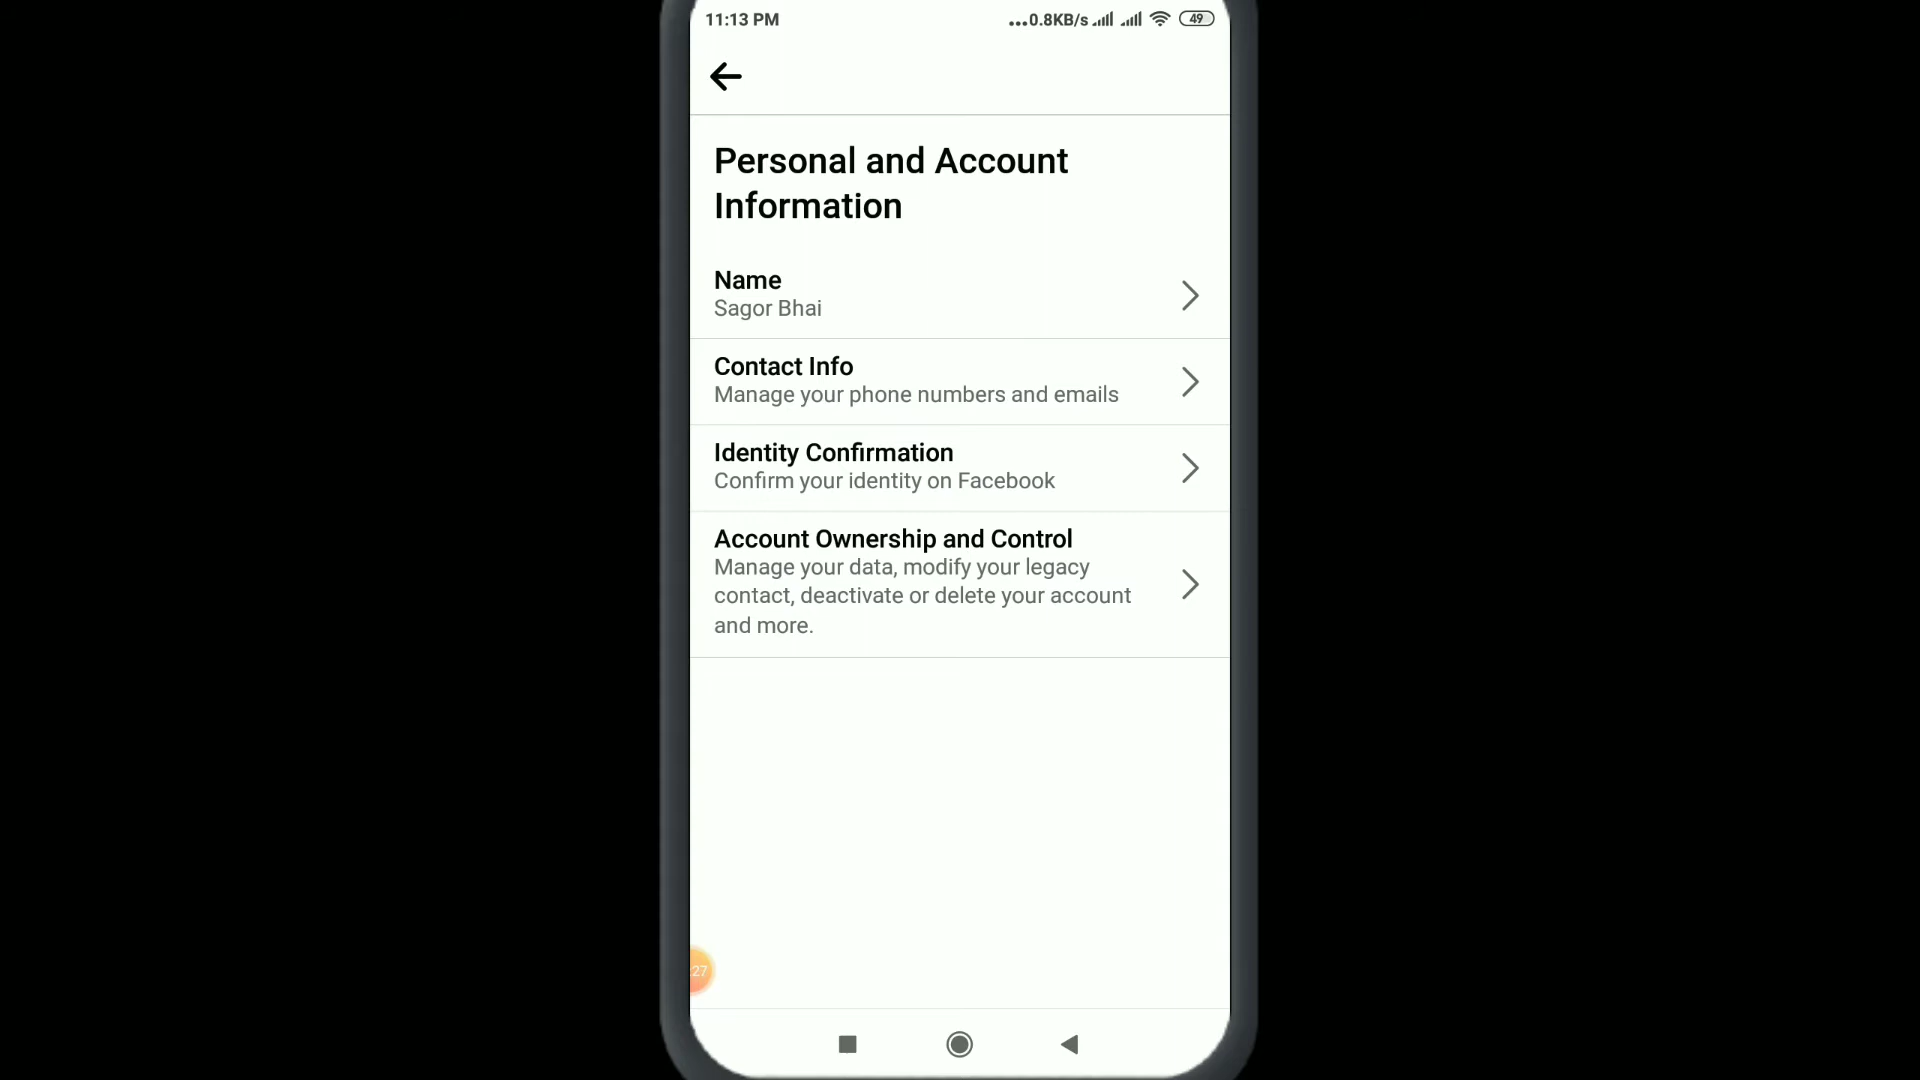 11:13 PM
...0.8KB/s
49
Personal and Account
Information
Name
Sagor Bhai
Contact Info
Manage your phone numbers and emails
Identity Confirmation
Confirm your identity on Facebook
Account Ownership and Control
Manage your data, modify your legacy
contact, deactivate or delete your account
and more.
:27